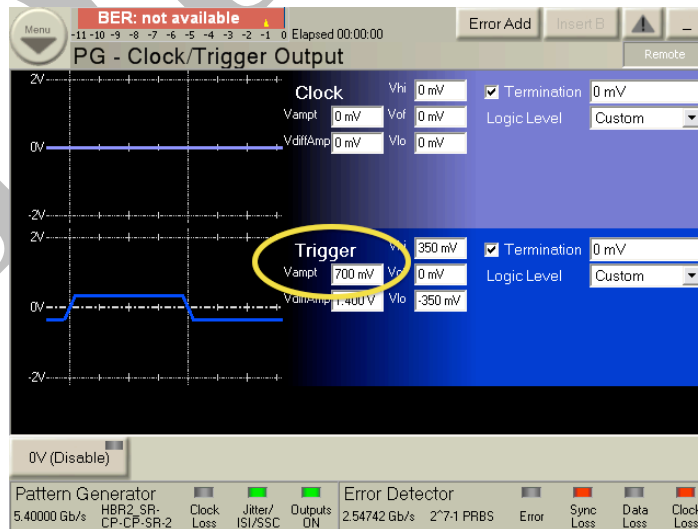 Menu
BER: not available
-11 -10 -9 -8 -7 -6 -5 -4 -3 -2 -1 0 Elapsed 00:00:00
Error Add
Insert B
PG - Clock/Trigger Output
Remote
2V
0V
-2V
Clock
Vhi 0 mV
Termination 0 mV
Vampt 0 mV
Vof 0 mV
Logic Level Custom
VdiffAmp 0 mV
Vlo 0 mV
2V
0V
-2V
Trigger
Vhi 350 mV
Termination 0 mV
Vampt 700 mV
Vof 0 mV
Logic Level Custom
VdiffAmp 1.400 V
Vlo -350 mV
0V (Disable)
Pattern Generator
5.40000 Gb/s
HBR2_SR-
CP-CP-SR-2
Clock
Loss
Jitter/
ISI/SSC
Outputs
ON
Error Detector
2.54742 Gb/s 2^7-1 PRBS
Error
Sync
Loss
Data
Loss
Clock
Loss